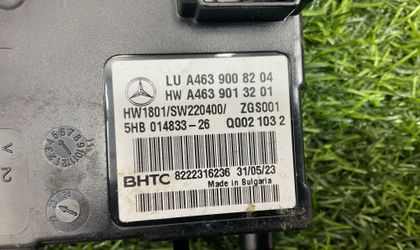 LU A463 900 82 04
HW A463 901 32 01
HW1801/SW220400/ ZGS001
5HB 014833-26 Q002 103 2
BHTC 8222316236 31/05/23
Made in Bulgaria
V 2